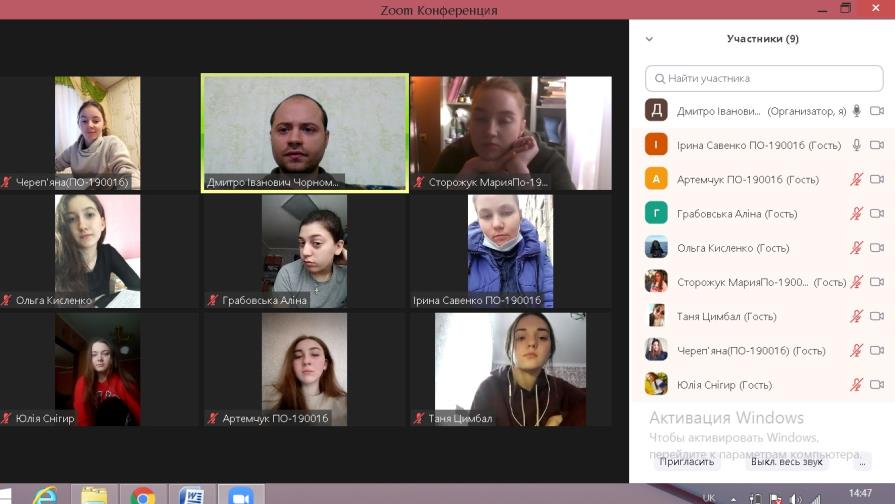 Zoom Конференция
Череп'яна(ПО-190016)
Дмитро Іванович Чорном...
Сторожук МарияПо-19...
Ольга Кисленко
Грабовська Аліна
Ірина Савенко ПО-190016
Юлія Снігир
Артемчук ПО-190016
Таня Цимбал
Участники (9)
Найти участника
Д Дмитро Іванови... (Организатор, я)
І Ірина Савенко ПО-190016 (Гость)
А Артемчук ПО-190016 (Гость)
Г Грабовська Аліна (Гость)
Ольга Кисленко (Гость)
Сторожук МарияПо-1900... (Гость)
Таня Цимбал (Гость)
Череп'яна(ПО-190016) (Гость)
Юлія Снігир (Гость)
Активация Windows
Чтобы активировать Windows,
перейдите к параметрам компьютера.
Пригласить Выкл. весь звук ...
UK 14:47